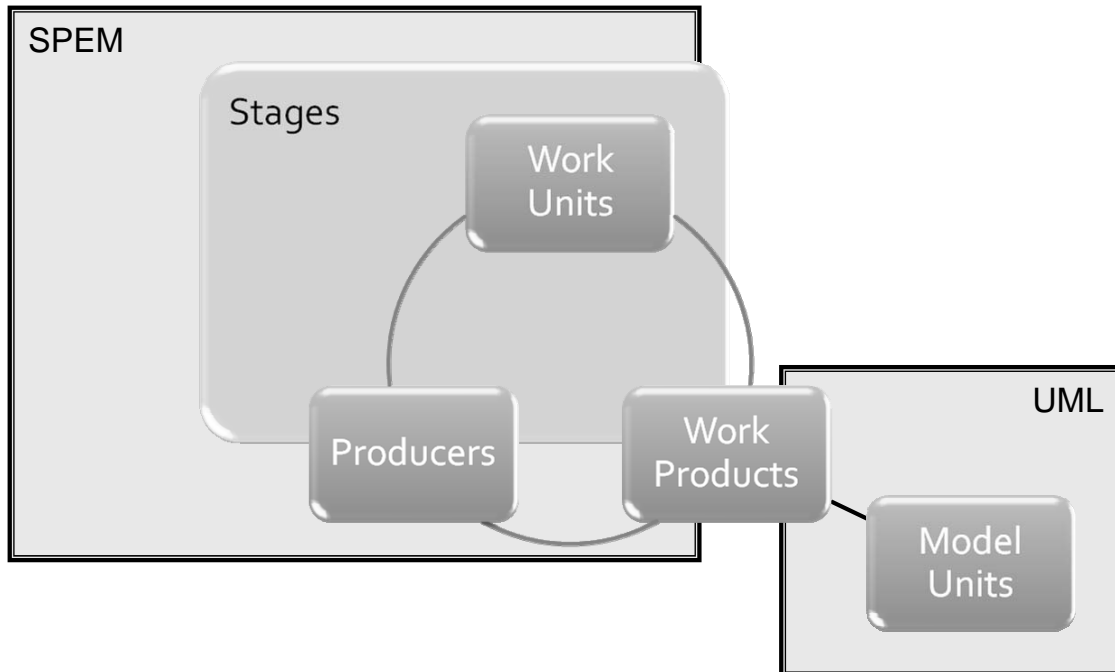 SPEM
Stages
Work
Units
Producers
Work
Products
UML
Model
Units